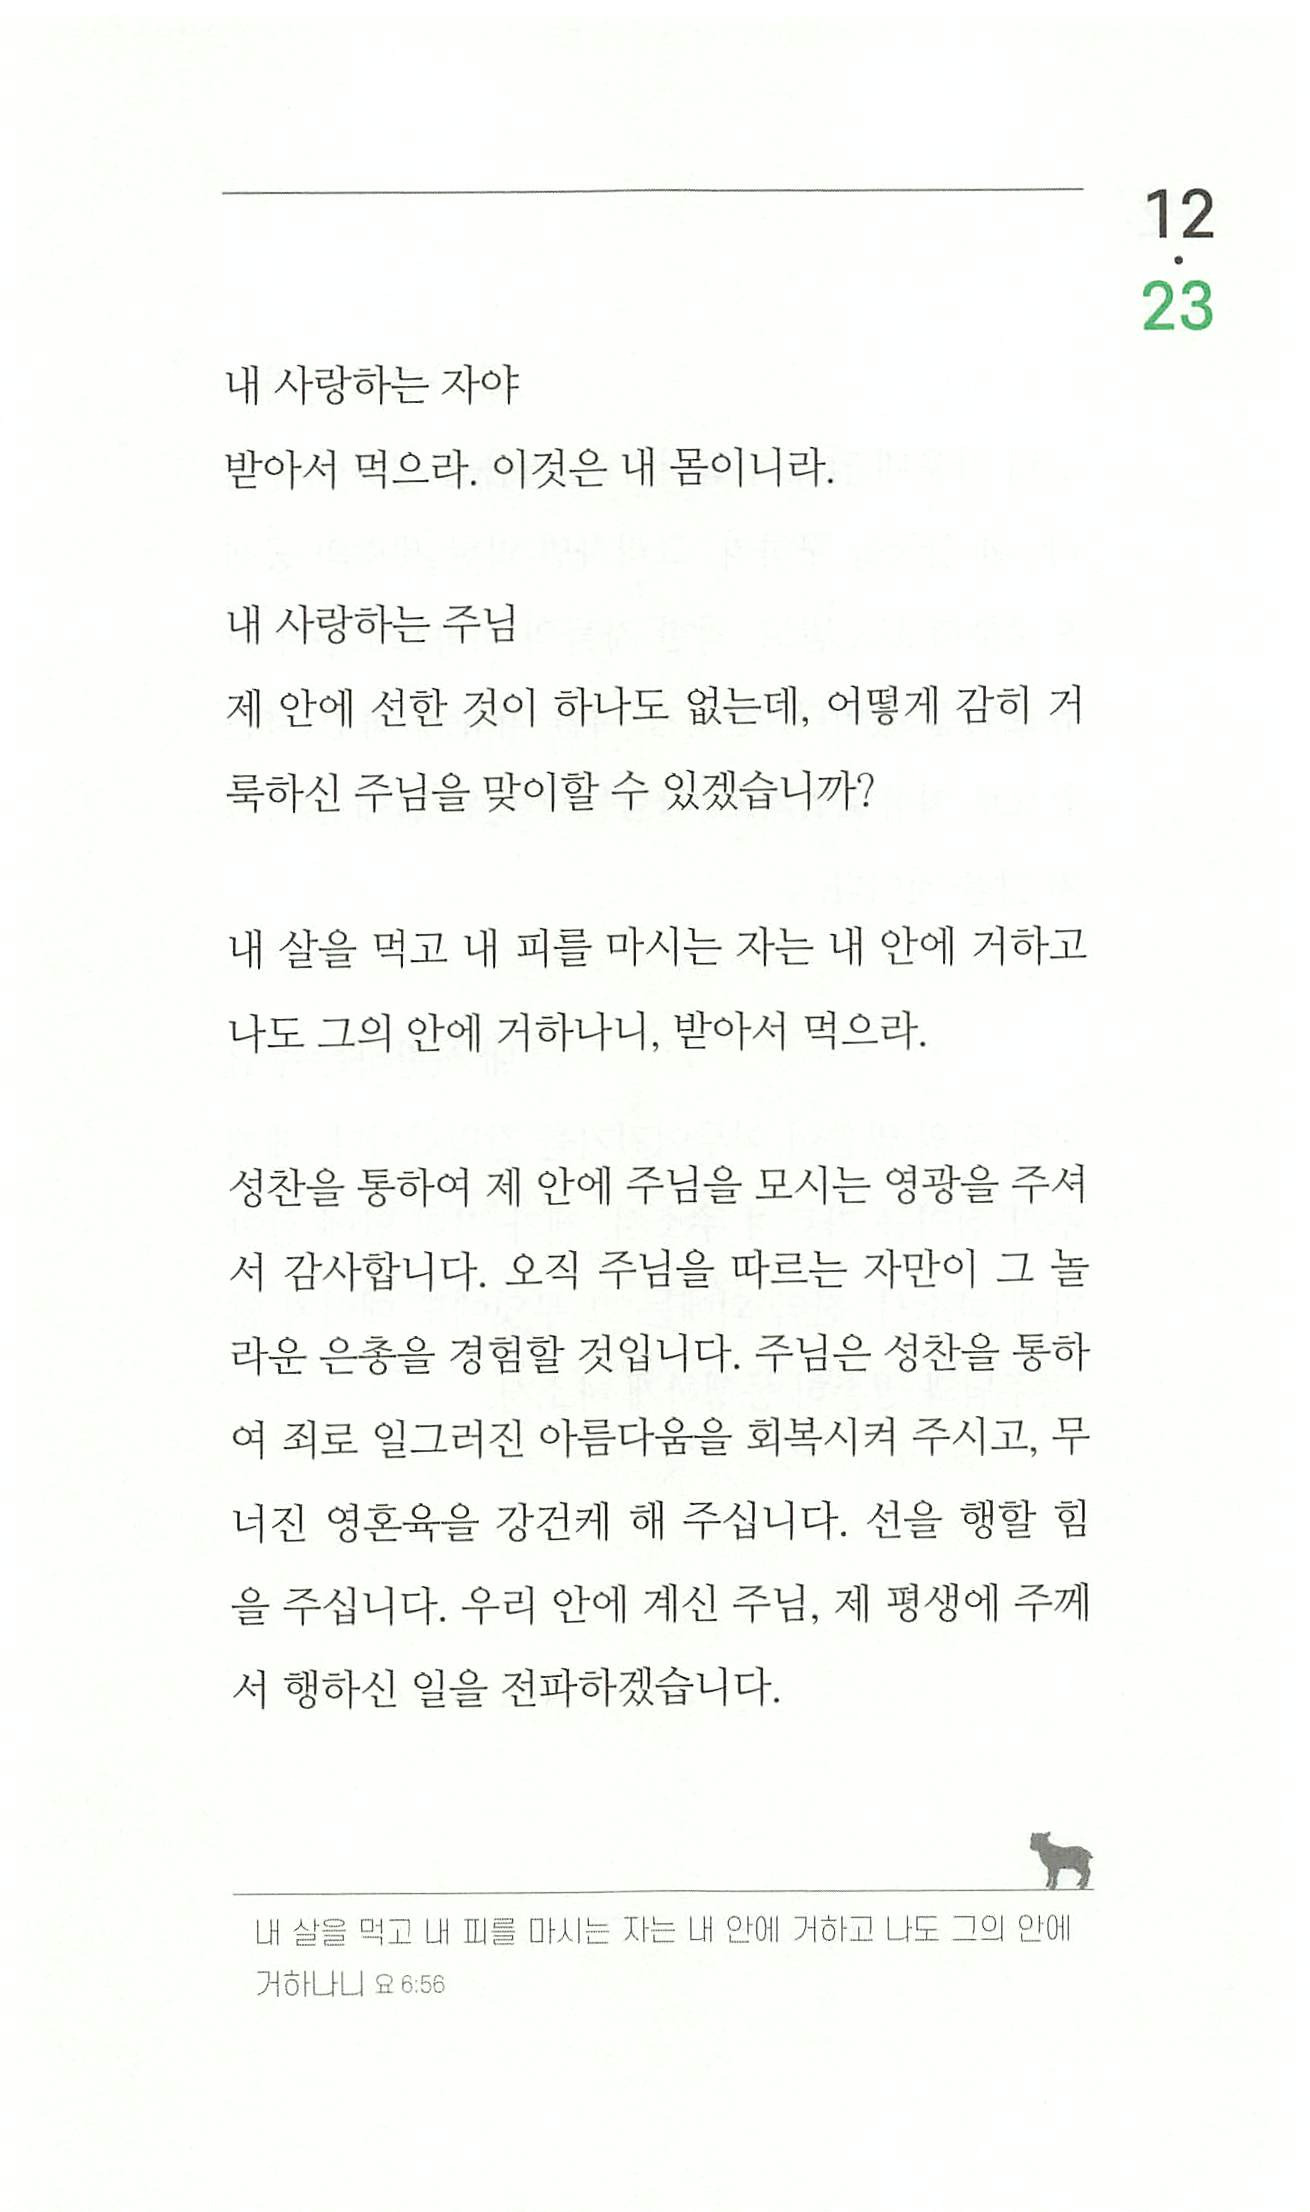 12
·
23
내 사랑하는 자야
받아서 먹으라. 이것은 내 몸이니라.
내 사랑하는 주님
제 안에 선한 것이 하나도 없는데, 어떻게 감히 거
룩하신 주님을 맞이할 수 있겠습니까?
내 살을 먹고 내 피를 마시는 자는 내 안에 거하고
나도 그의 안에 거하나니, 받아서 먹으라.
성찬을 통하여 제 안에 주님을 모시는 영광을 주셔
서 감사합니다. 오직 주님을 따르는 자만이 그 놀
라운 은총을 경험할 것입니다. 주님은 성찬을 통하
여 죄로 일그러진 아름다움을 회복시켜 주시고, 무
너진 영혼육을 강건케 해 주십니다. 선을 행할 힘
을 주십니다. 우리 안에 계신 주님, 제 평생에 주께
서 행하신 일을 전파하겠습니다.
내 살을 먹고 내 피를 마시는 자는 내 안에 거하고 나도 그의 안에
거하나니 요 6:56